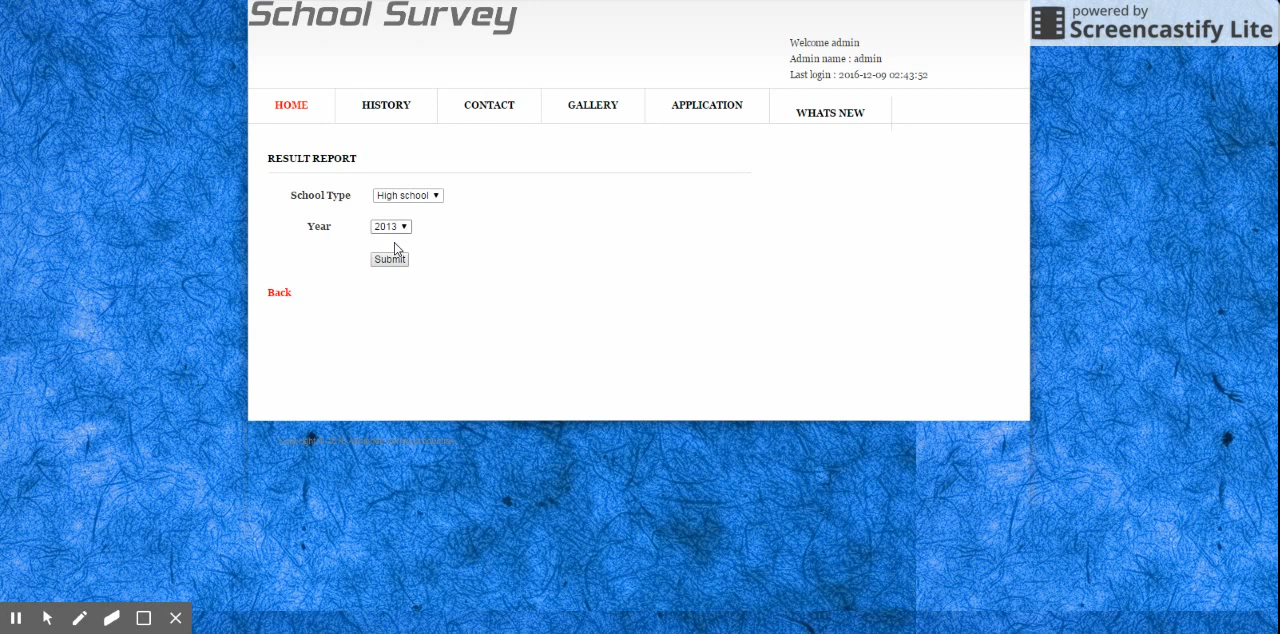 School Survey
powered by
Screencastify Lite
Welcome admin
Admin name : admin
Last login : 2016-12-09 02:43:52
HOME
HISTORY
CONTACT
GALLERY
APPLICATION
WHATS NEW
RESULT REPORT
School Type
High school
Year
2013
Submit
Back